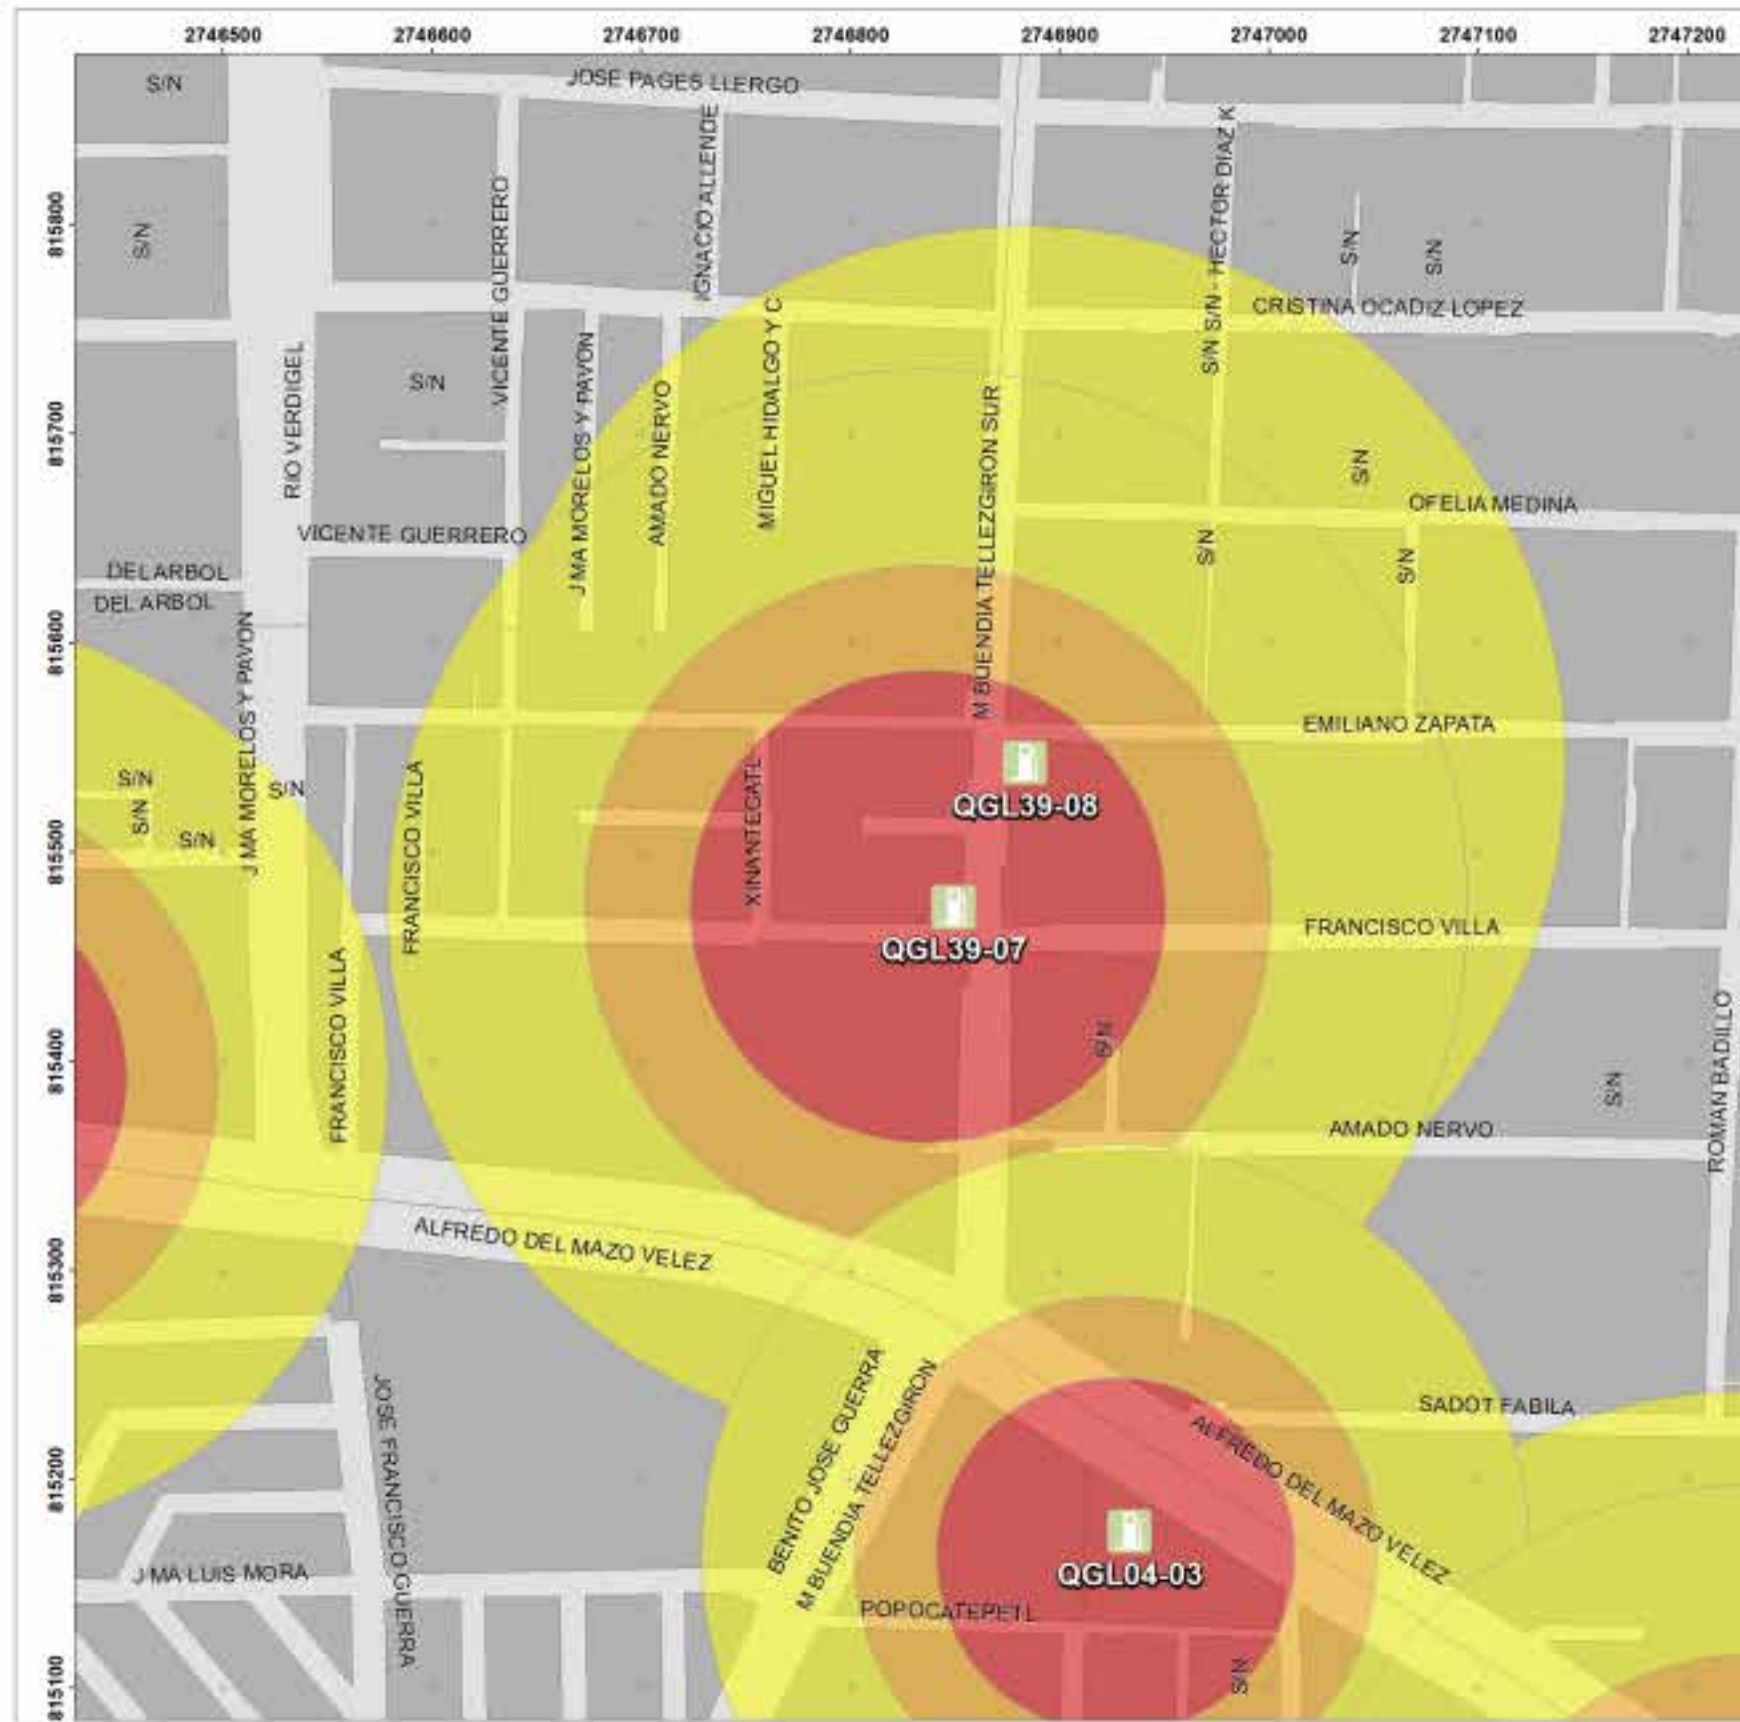 2746500 2746600 2746700 2746800 2746900 2747000 2747100 2747200
S/N
JOSE PAGES LLERGO
IGNACIO ALLENDE
S/N S/N - HECTOR DIAZ K
815800
S/N
VICENTE GUERRERO
S/N
S/N
MIGUEL HIDALGO Y C
CRISTINA OCADIZ LOPEZ
RIO VERDIGEL
S/N
J MA MORELOS Y PAVON
AMADO NERVO
M BUENDIA TELLEZGIRON SUR
815700
S/N
OFELIA MEDINA
VICENTE GUERRERO
S/N
S/N
DEL ARBOL
DEL ARBOL
815600
J MA MORELOS Y PAVON
EMILIANO ZAPATA
S/N
S/N
S/N
S/N
FRANCISCO VILLA
XINANTECATL
QGL39-08
815500
FRANCISCO VILLA
QGL39-07
FRANCISCO VILLA
815400
S/N
S/N
ROMAN BADILLO
AMADO NERVO
815300
ALFREDO DEL MAZO VELEZ
JOSE FRANCISCO GUERRA
BENITO JOSE GUERRA
M BUENDIA TELLEZGIRON
SADOT FABILA
ALFREDO DEL MAZO VELEZ
815200
J MA LUIS MORA
QGL04-03
POPOCATEPETL
S/N
815100